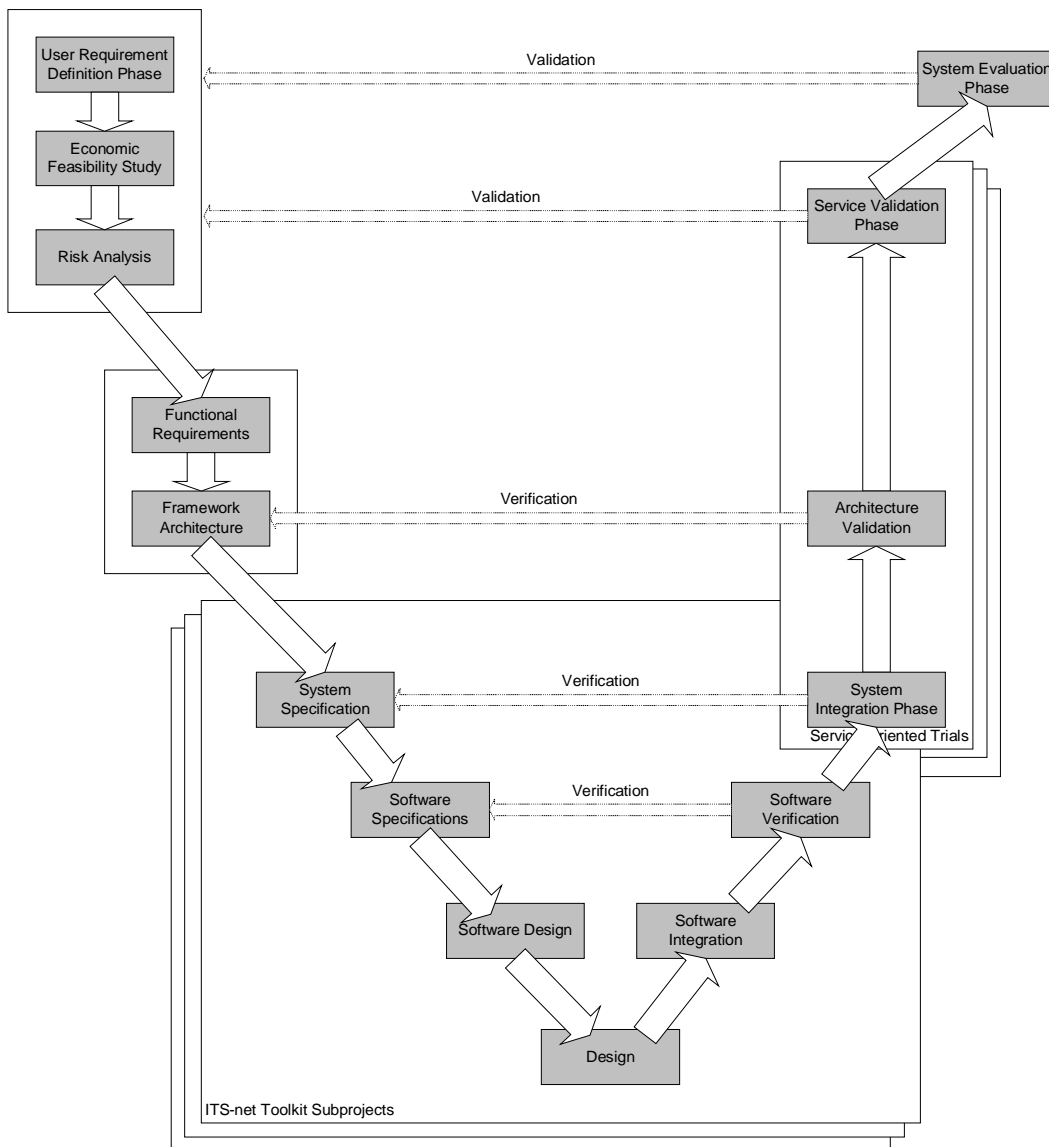 User Requirement
Definition Phase
Validation
System Evaluation
Phase
Economic
Feasibility Study
Validation
Service Validation
Phase
Risk Analysis
Functional
Requirements
Framework
Architecture
Verification
Architecture
Validation
System
Specification
Verification
System
Integration Phase
Trials
Software
Specifications
Verification
Software
Verification
Software Design
Software
Integration
Design
ITS-net Toolkit Subprojects